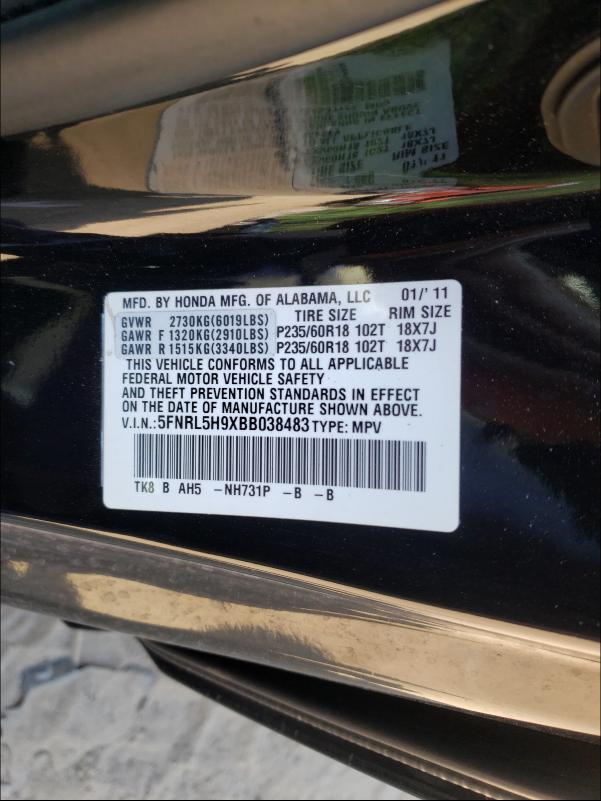 MFD. BY HONDA MFG. OF ALABAMA, LLC 01/'11
GVWR 2730KG(6019LBS) TIRE SIZE RIM SIZE
GAWR F 1320KG(2910LBS) P235/60R18 102T 18X7J
GAWR R 1515KG(3340LBS) P235/60R18 102T 18X7J
THIS VEHICLE CONFORMS TO ALL APPLICABLE
FEDERAL MOTOR VEHICLE SAFETY
AND THEFT PREVENTION STANDARDS IN EFFECT
ON THE DATE OF MANUFACTURE SHOWN ABOVE.
V.I.N.:5FNRL5H9XBB038483 TYPE: MPV
TK8 B AH5 -NH731P -B -B